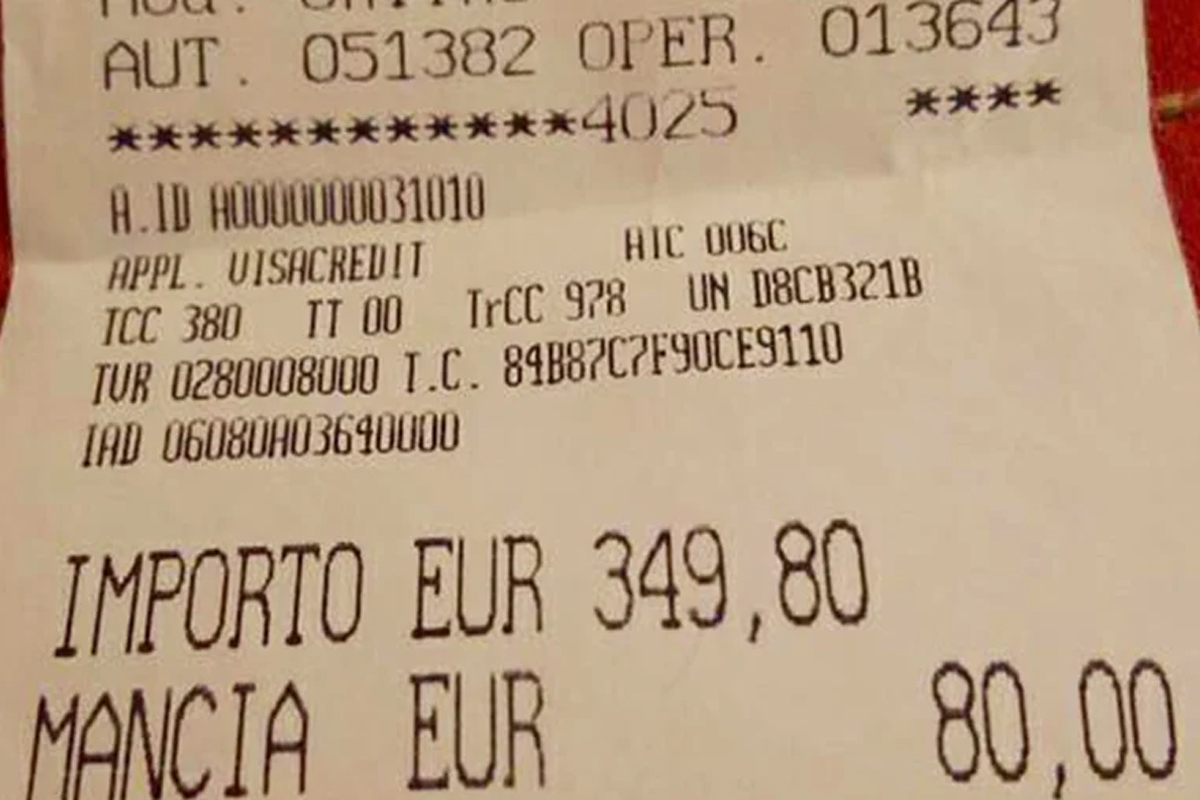 AUT. 051382 OPER. 013643
************4025 ****
A.ID A0000000031010
APPL. VISACREDIT AIC 006C
TCC 380 TT 00 TrCC 978 UN D8CB321B
TVR 0280008000 T.C. 84B87C7F90CE9110
IAD 06080A03640000
IMPORTO EUR 349,80
MANCIA EUR 80,00